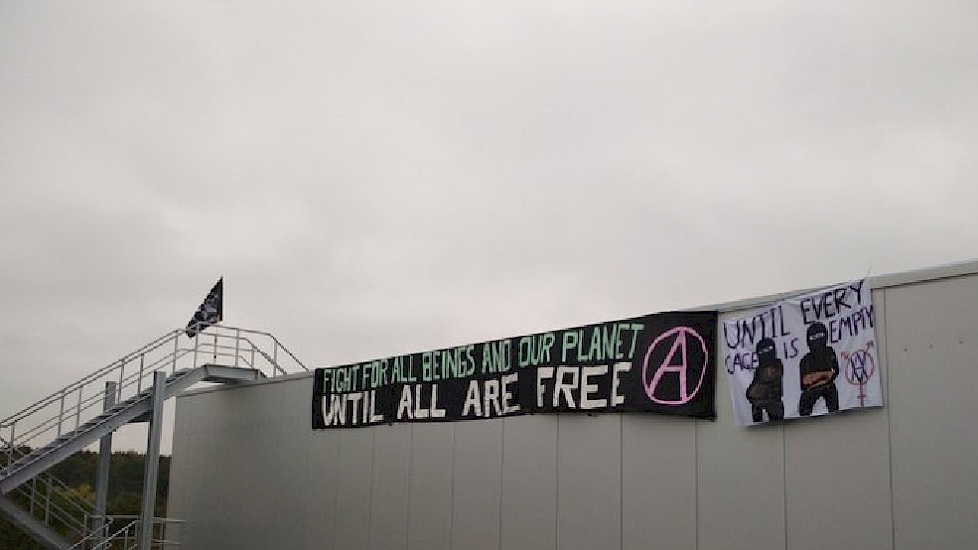 FIGHT FOR ALL BEINGS AND OUR PLANET
UNTIL ALL ARE FREE
A
UNTIL EVERY
CAGE IS EMPTY